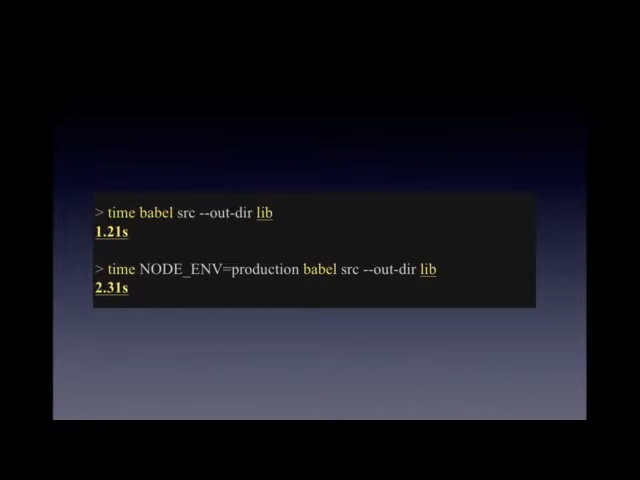 > time babel src --out-dir lib
1.21s
> time NODE_ENV=production babel src --out-dir lib
2.31s